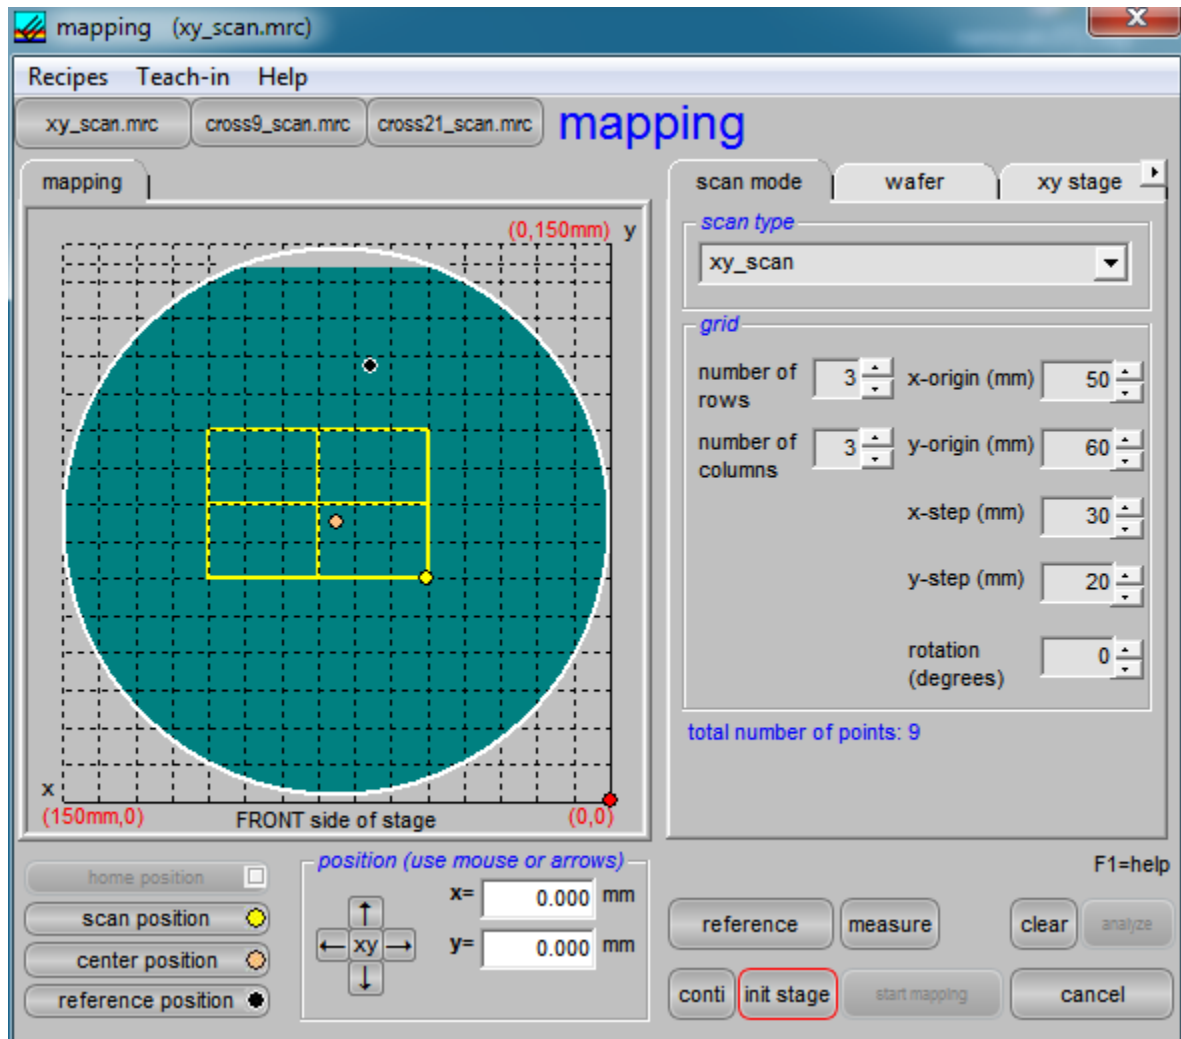 mapping (xy_scan.mrc)
x
Recipes Teach-in Help
xy_scan.mrc cross9_scan.mrc cross21_scan.mrc mapping
mapping
(0,150mm) y
x
(150mm,0) FRONT side of stage (0,0)
scan mode wafer xy stage
scan type
xy_scan
grid
number of rows 3 x-origin (mm) 50
number of columns 3 y-origin (mm) 60
x-step (mm) 30
y-step (mm) 20
rotation (degrees) 0
total number of points: 9
home position
scan position
center position
reference position
position (use mouse or arrows)
xy
x= 0.000 mm
y= 0.000 mm
F1=help
reference measure clear analyze
conti init stage start mapping cancel